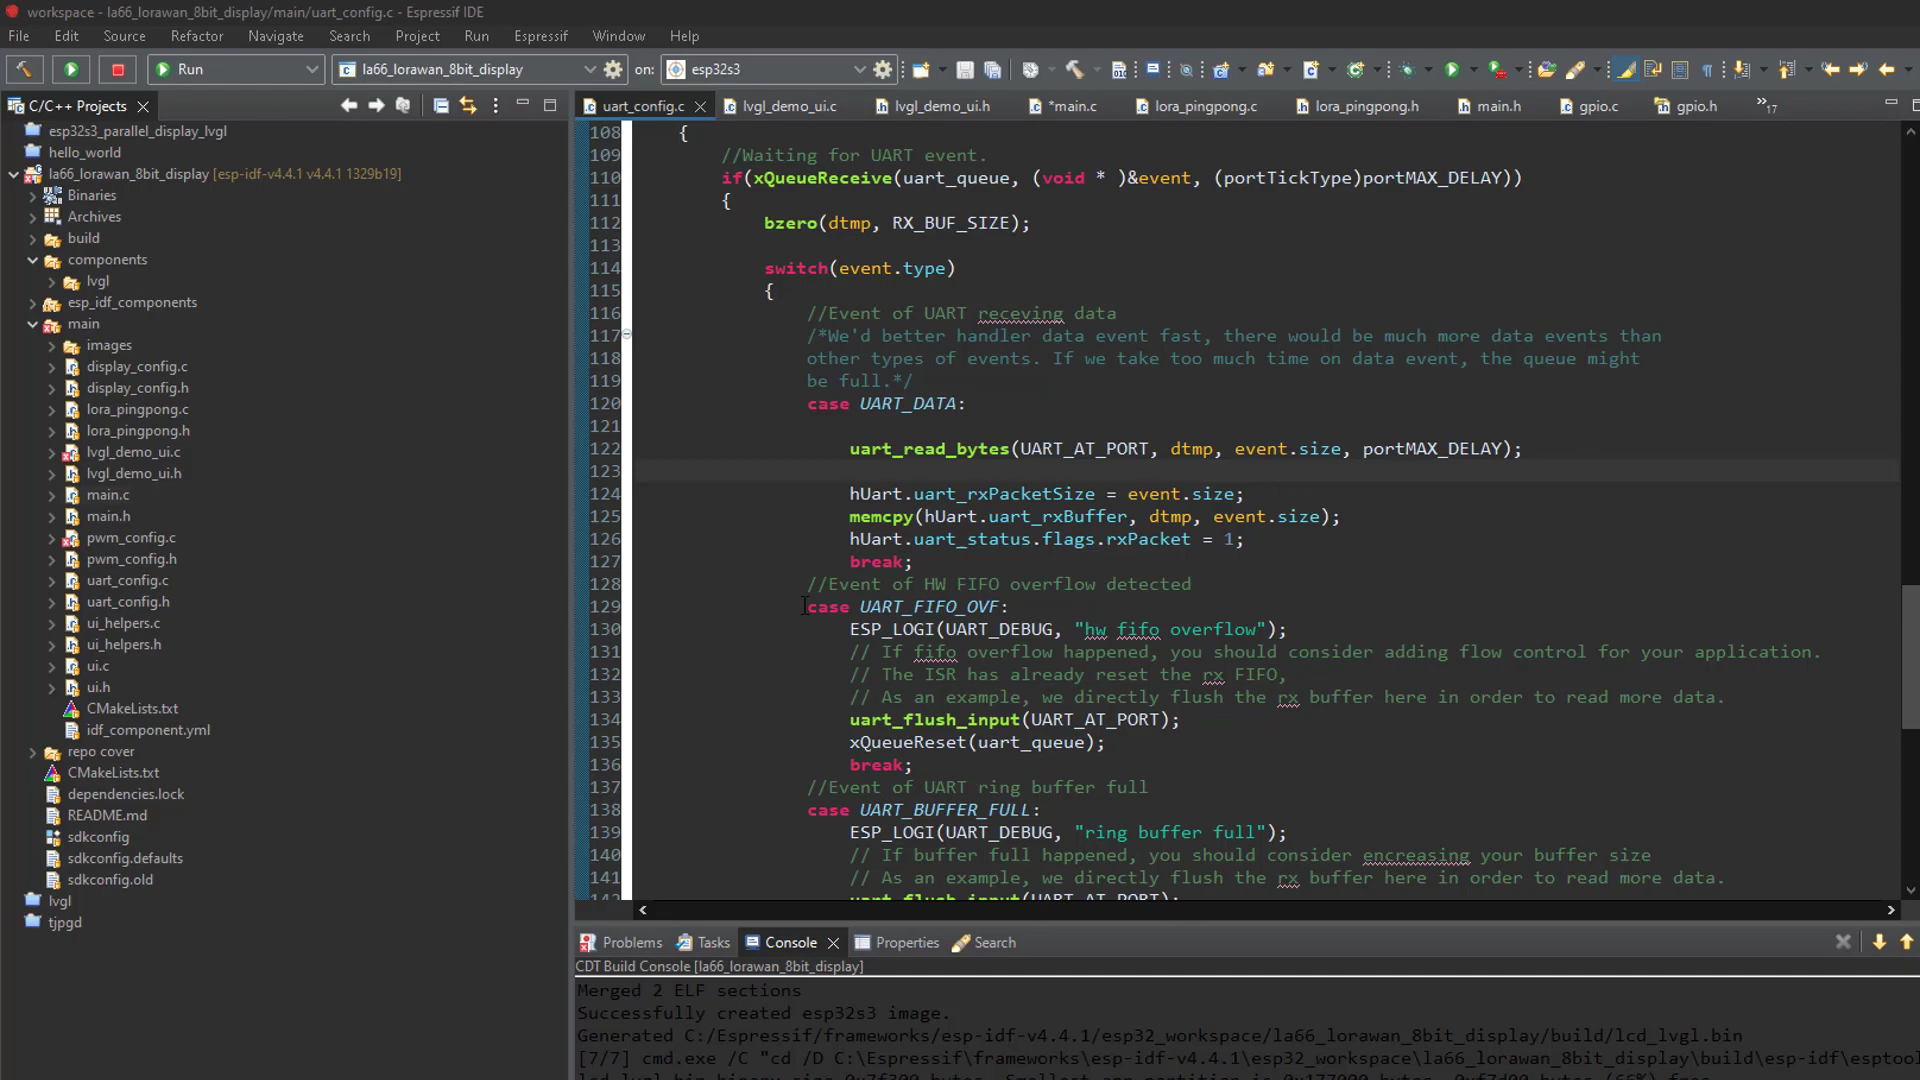 workspace - la66_lorawan_8bit_display/main/uart_config.c - Espressif IDE
File Edit Source Refactor Navigate Search Project Run Espressif Window Help
Run la66_lorawan_8bit_display on: esp32s3
C/C++ Projects
uart_config.c lvgl_demo_ui.c lvgl_demo_ui.h *main.c lora_pingpong.c lora_pingpong.h main.h gpio.c gpio.h »17
esp32s3_parallel_display_lvgl
hello_world
la66_lorawan_8bit_display [esp-idf-v4.4.1 v4.4.1 1329b19]
Binaries
Archives
build
components
lvgl
esp_idf_components
main
images
display_config.c
display_config.h
lora_pingpong.c
lora_pingpong.h
lvgl_demo_ui.c
lvgl_demo_ui.h
main.c
main.h
pwm_config.c
pwm_config.h
uart_config.c
uart_config.h
ui_helpers.c
ui_helpers.h
ui.c
ui.h
CMakeLists.txt
idf_component.yml
repo cover
CMakeLists.txt
dependencies.lock
README.md
sdkconfig
sdkconfig.defaults
sdkconfig.old
lvgl
tjpgd
108 {
109 //Waiting for UART event.
110 if(xQueueReceive(uart_queue, (void * )&event, (portTickType)portMAX_DELAY))
111 {
112 bzero(dtmp, RX_BUF_SIZE);
113
114 switch(event.type)
115 {
116 //Event of UART receving data
117 /*We'd better handler data event fast, there would be much more data events than
118 other types of events. If we take too much time on data event, the queue might
119 be full.*/
120 case UART_DATA:
121
122 uart_read_bytes(UART_AT_PORT, dtmp, event.size, portMAX_DELAY);
123
124 hUart.uart_rxPacketSize = event.size;
125 memcpy(hUart.uart_rxBuffer, dtmp, event.size);
126 hUart.uart_status.flags.rxPacket = 1;
127 break;
128 //Event of HW FIFO overflow detected
129 case UART_FIFO_OVF:
130 ESP_LOGI(UART_DEBUG, "hw fifo overflow");
131 // If fifo overflow happened, you should consider adding flow control for your application.
132 // The ISR has already reset the rx FIFO,
133 // As an example, we directly flush the rx buffer here in order to read more data.
134 uart_flush_input(UART_AT_PORT);
135 xQueueReset(uart_queue);
136 break;
137 //Event of UART ring buffer full
138 case UART_BUFFER_FULL:
139 ESP_LOGI(UART_DEBUG, "ring buffer full");
140 // If buffer full happened, you should consider encreasing your buffer size
141 // As an example, we directly flush the rx buffer here in order to read more data.
142 uart_flush_input(UART_AT_PORT);
Problems Tasks Console Properties Search
CDT Build Console [la66_lorawan_8bit_display]
Merged 2 ELF sections
Successfully created esp32s3 image.
Generated C:/Espressif/frameworks/esp-idf-v4.4.1/esp32_workspace/la66_lorawan_8bit_display/build/lcd_lvgl.bin
[7/7] cmd.exe /C "cd /D C:\Espressif\frameworks\esp-idf-v4.4.1\esp32_workspace\la66_lorawan_8bit_display\build\esp-idf\esptool
lcd_lvgl.bin binary size 0x7f300 bytes. Smallest app partition is 0x177000 bytes. 0xf7d00 bytes (66%) free.